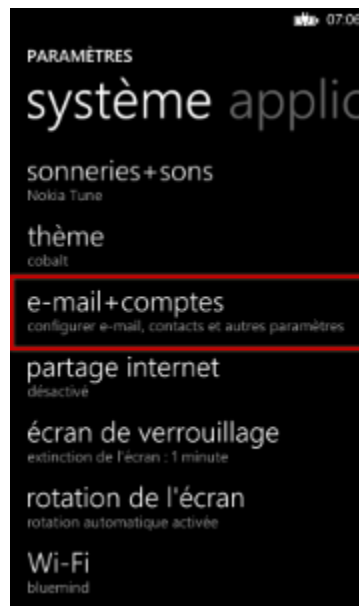 07:06
PARAMÈTRES
système applic
sonneries+sons
Nokia Tune
thème
cobalt
e-mail+comptes
configurer e-mail, contacts et autres paramètres
partage internet
désactivé
écran de verrouillage
extinction de l'écran : 1 minute
rotation de l'écran
rotation automatique activée
Wi-Fi
bluemind